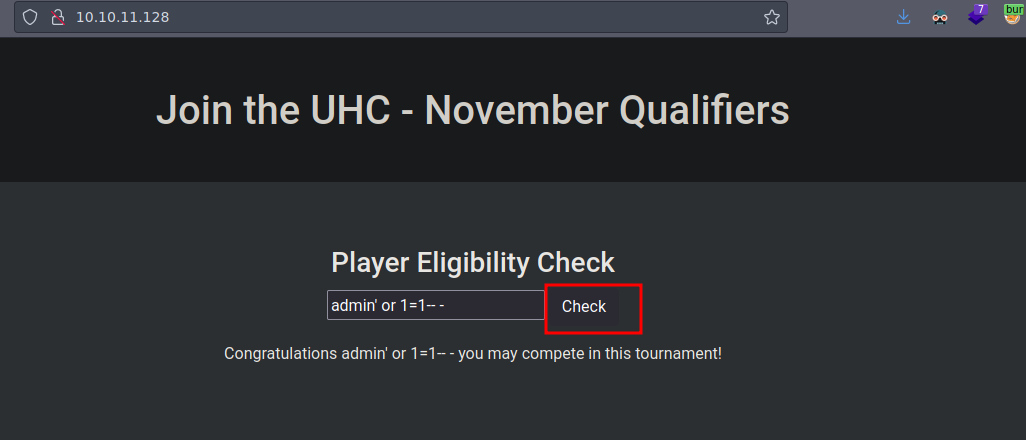 10.10.11.128
7
bur
Join the UHC - November Qualifiers
Player Eligibility Check
admin' or 1=1-- -
Check
Congratulations admin' or 1=1-- - you may compete in this tournament!